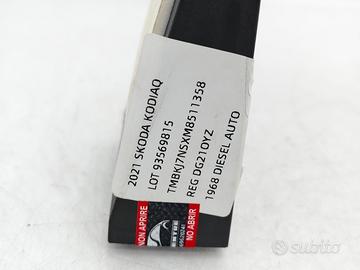 2021 SKODA KODIAQ
LOT 93569815
TMBKJ7NSXM8511358
REG DG21OYZ
1968 DIESEL AUTO
NON APRIRE
NO ABRIR
subito